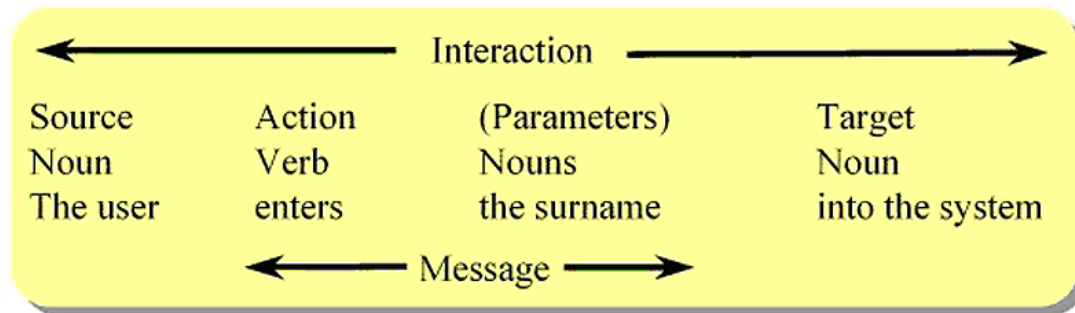 Interaction
Source Action (Parameters) Target
Noun Verb Nouns Noun
The user enters the surname into the system
Message